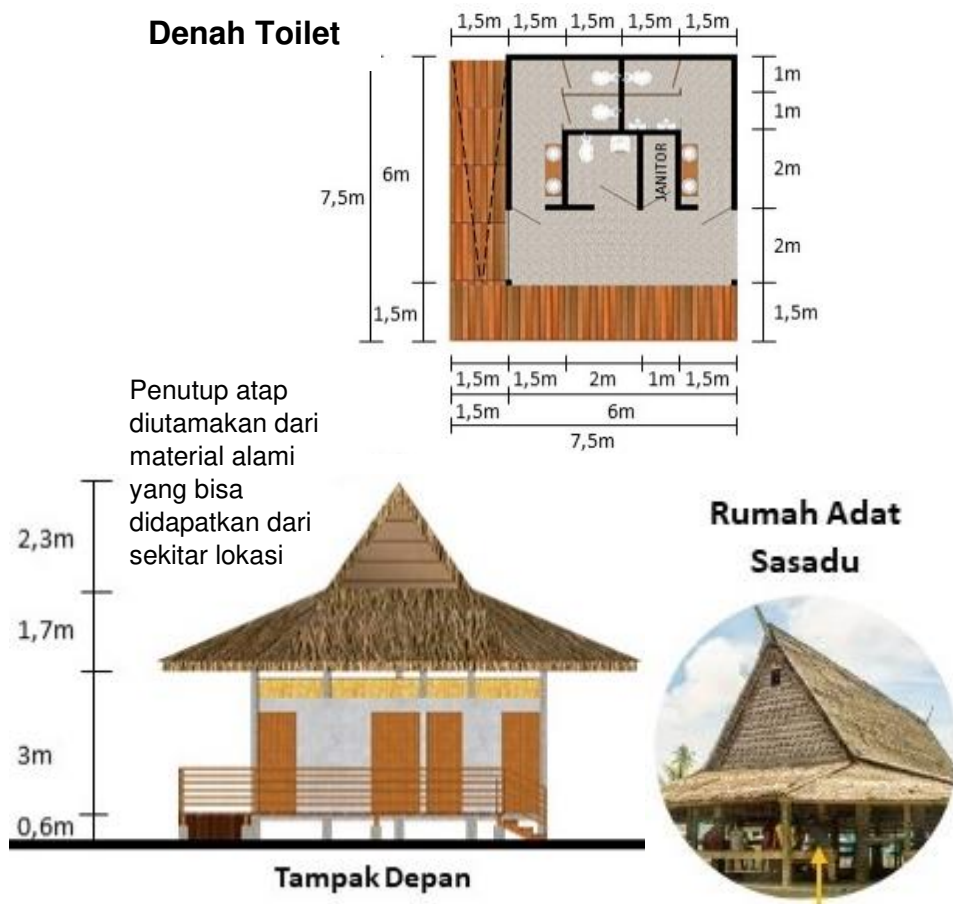 Denah Toilet
1,5m 1,5m 1,5m 1,5m 1,5m
1m
1m
2m
2m
1,5m
6m
7,5m
1,5m
JANITOR
1,5m 1,5m 2m 1m 1,5m
1,5m 6m
7,5m
Penutup atap
diutamakan dari
material alami
yang bisa
didapatkan dari
sekitar lokasi
2,3m
1,7m
3m
0,6m
Tampak Depan
Rumah Adat
Sasadu